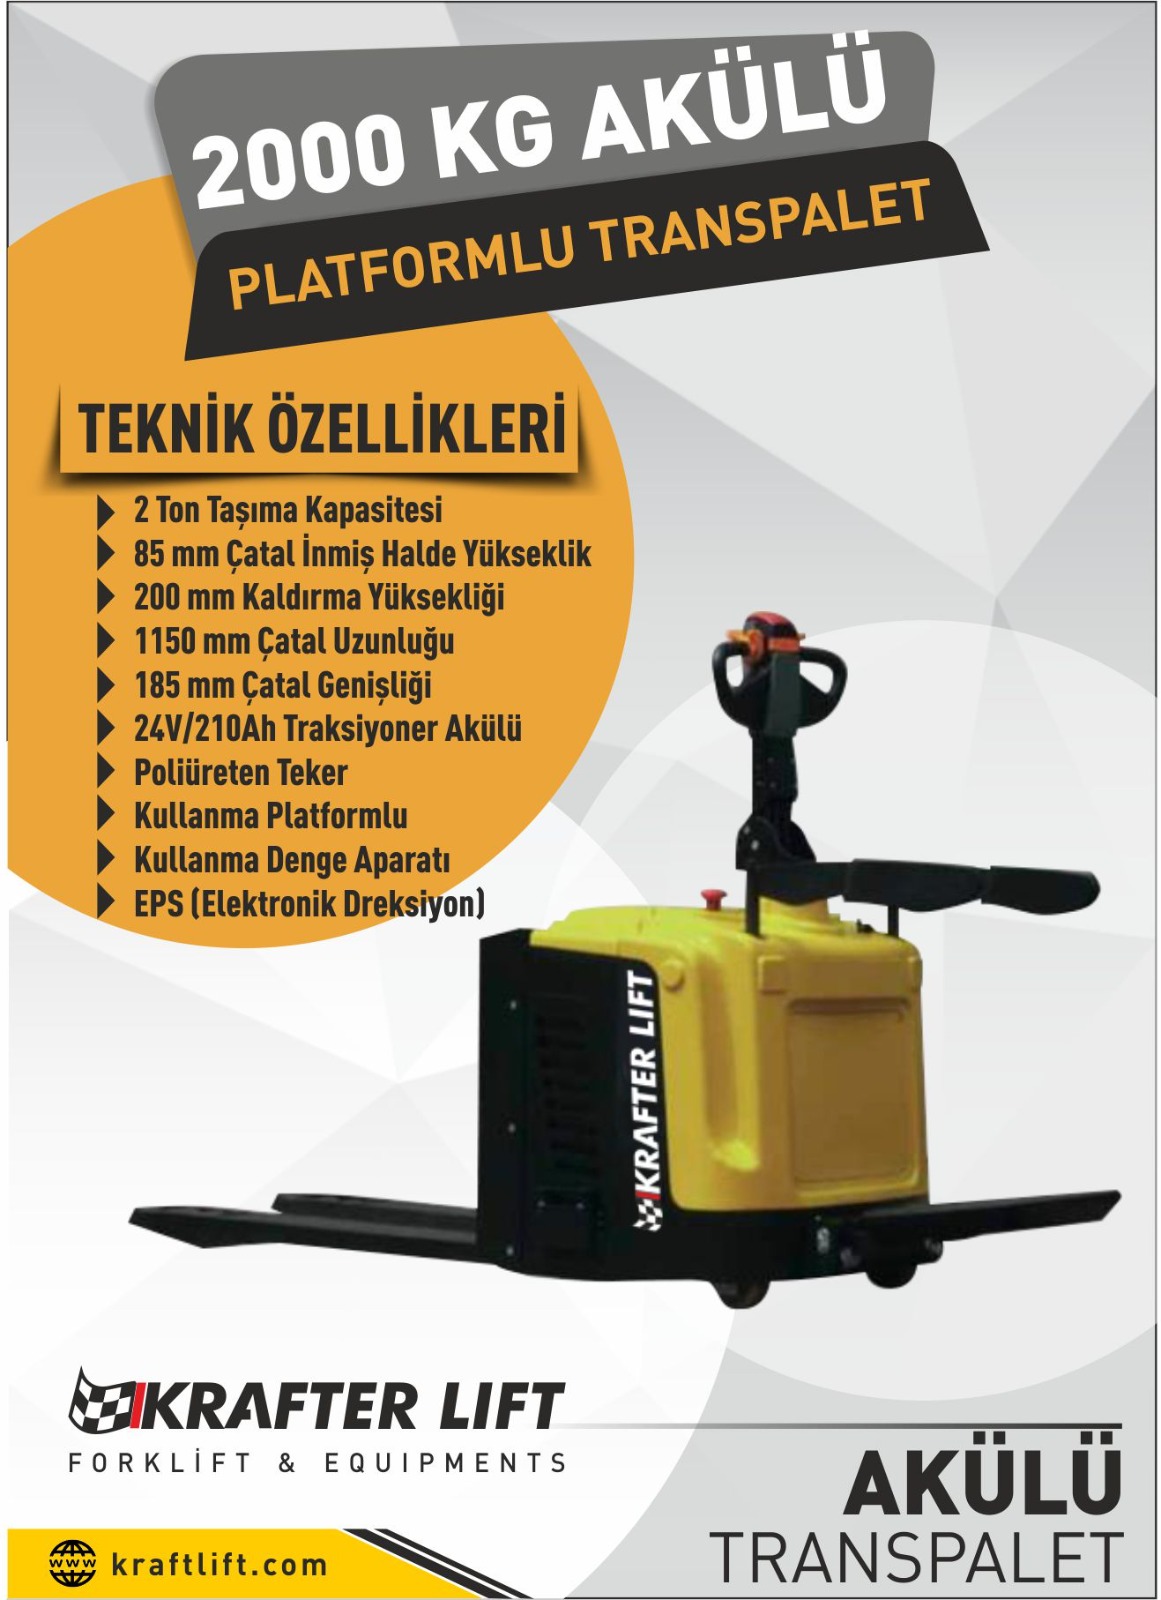 2000 KG AKÜLÜ
PLATFORMLU TRANSPALET
TEKNİK ÖZELLİKLERİ
2 Ton Taşıma Kapasitesi
85 mm Çatal İnmiş Halde Yükseklik
200 mm Kaldırma Yüksekliği
1150 mm Çatal Uzunluğu
185 mm Çatal Genişliği
24V/210Ah Traksiyoner Akülü
Poliüreten Teker
Kullanma Platformlu
Kullanma Denge Aparatı
EPS (Elektronik Dreksiyon)
KRAFTER LIFT
KRAFTER LIFT
FORKLİFT & EQUIPMENTS
AKÜLÜ
TRANSPALET
www kraftlift.com